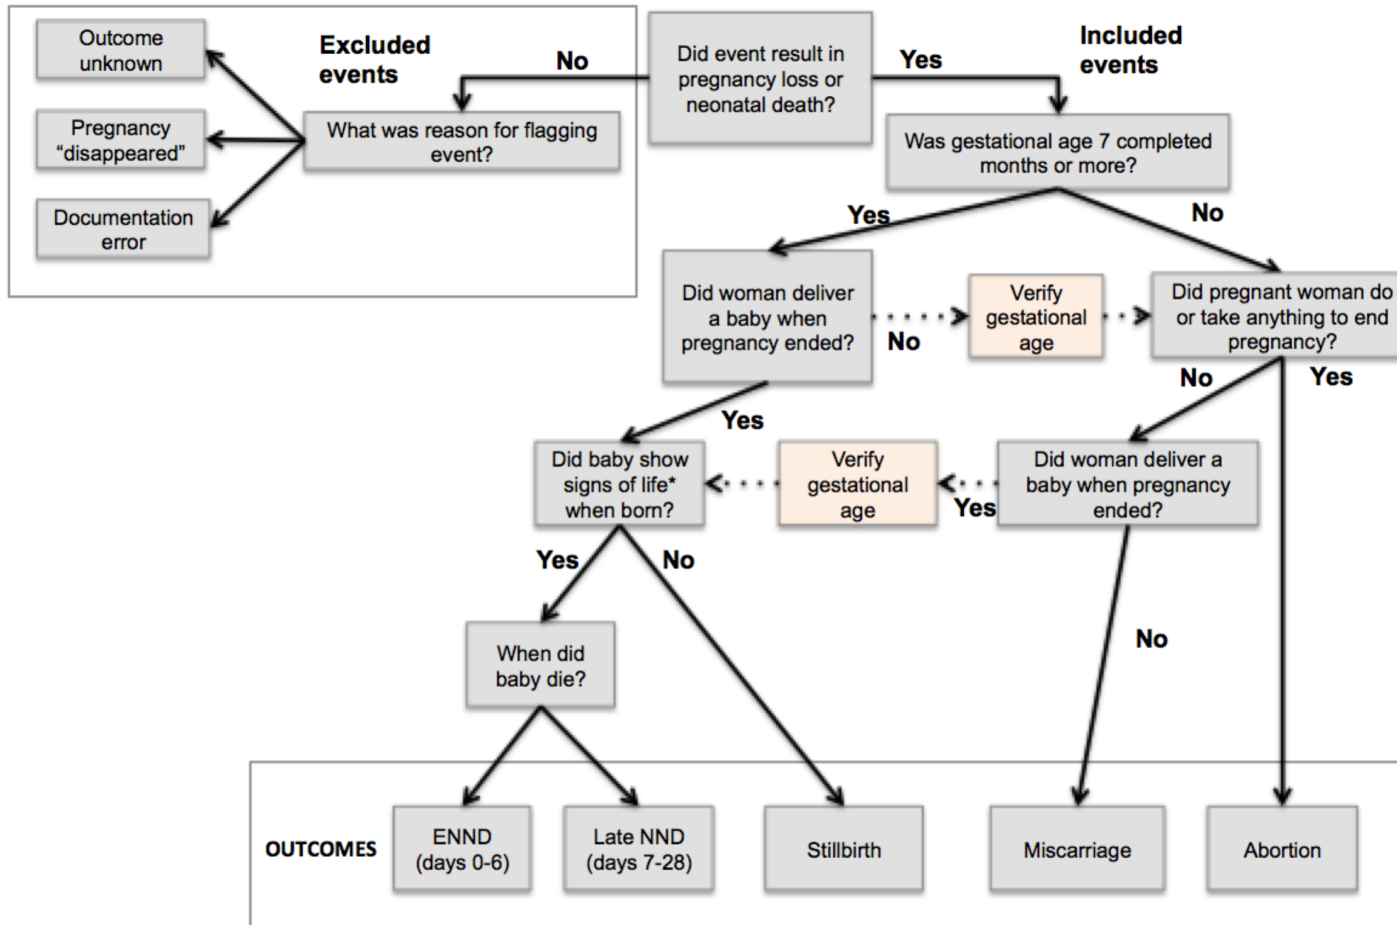 Outcome
unknown
Excluded
events
No
Did event result in
pregnancy loss or
neonatal death?
Yes
Included
events
Pregnancy
“disappeared”
What was reason for flagging
event?
Was gestational age 7 completed
months or more?
Documentation
error
Yes
No
Did woman deliver
a baby when
pregnancy ended?
No
Verify
gestational
age
Did pregnant woman do
or take anything to end
pregnancy?
Yes
No
Yes
Did baby show
signs of life*
when born?
Verify
gestational
age
Yes
Did woman deliver a
baby when pregnancy
ended?
Yes
No
No
When did
baby die?
OUTCOMES
ENND
(days 0-6)
Late NND
(days 7-28)
Stillbirth
Miscarriage
Abortion